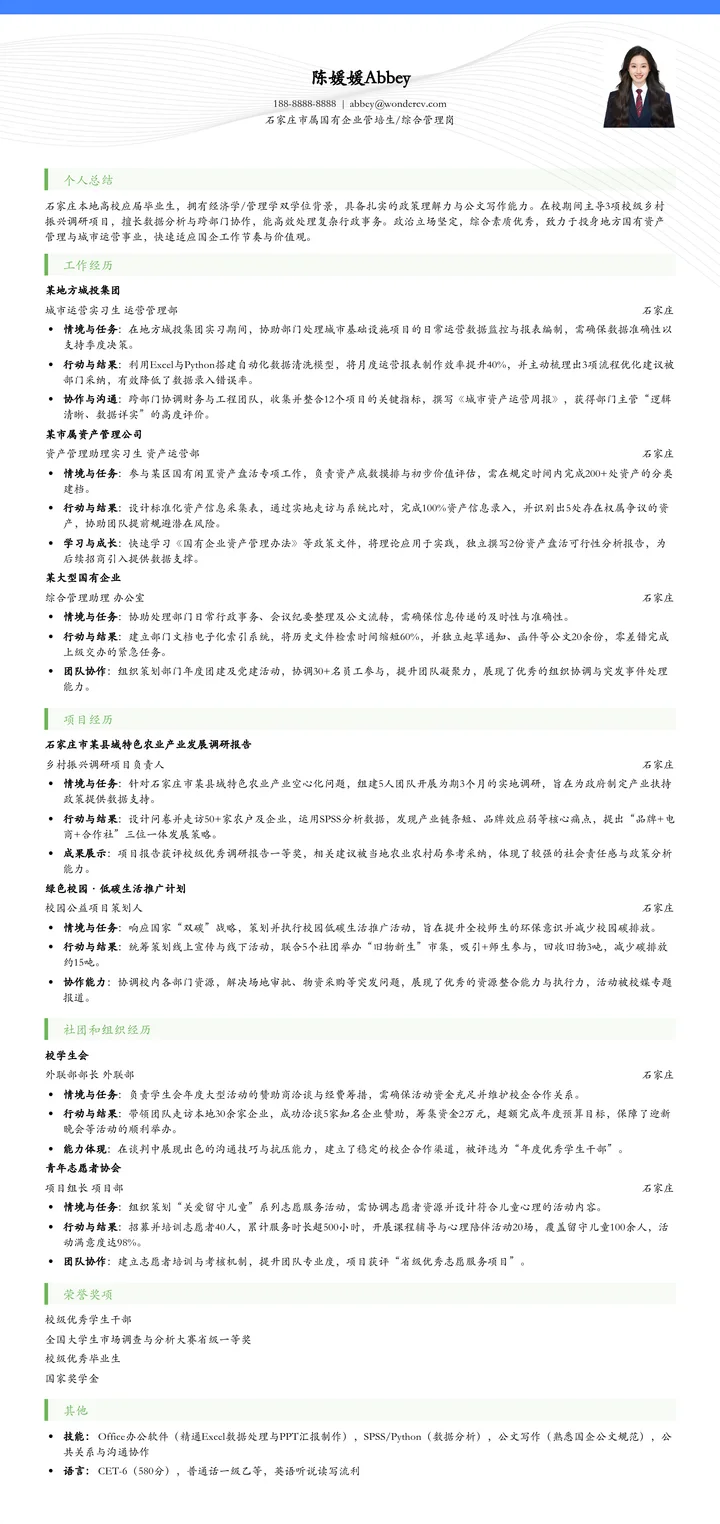 陈媛媛Abbey
188-8888-8888 | abbey@wondercv.com
石家庄市属国有企业管培生/综合管理岗
个人总结
石家庄本地高校应届毕业生，拥有经济学/管理学双学位背景，具备扎实的政策理解力与公文写作能力。在校期间主导3项校级乡村
振兴调研项目，擅长数据分析与跨部门协作，能高效处理复杂行政事务。政治立场坚定，综合素质优秀，致力于投身地方国有资产
管理与城市运营事业，快速适应国企工作节奏与价值观。
工作经历
某地方城投集团
城市运营实习生 运营管理部 石家庄
• 情境与任务：在地方城投集团实习期间，协助部门处理城市基础设施项目的日常运营数据监控与报表编制，需确保数据准确性以
支持季度决策。
• 行动与结果：利用Excel与Python搭建自动化数据清洗模型，将月度运营报表制作效率提升40%，并主动梳理出3项流程优化建议被
部门采纳，有效降低了数据录入错误率。
• 协作与沟通：跨部门协调财务与工程团队，收集并整合12个项目的关键指标，撰写《城市资产运营周报》，获得部门主管“逻辑
清晰、数据详实”的高度评价。
某市属资产管理公司
资产管理助理实习生 资产运营部 石家庄
• 情境与任务：参与某区国有闲置资产盘活专项工作，负责资产底数摸排与初步价值评估，需在规定时间内完成200+处资产的分类
建档。
• 行动与结果：设计标准化资产信息采集表，通过实地走访与系统比对，完成100%资产信息录入，并识别出5处存在权属争议的资
产，协助团队提前规避潜在风险。
• 学习与成长：快速学习《国有企业资产管理办法》等政策文件，将理论应用于实践，独立撰写2份资产盘活可行性分析报告，为
后续招商引入提供数据支撑。
某大型国有企业
综合管理助理 办公室 石家庄
• 情境与任务：协助处理部门日常行政事务、会议纪要整理及公文流转，需确保信息传递的及时性与准确性。
• 行动与结果：建立部门文档电子化索引系统，将历史文件检索时间缩短60%，并独立起草通知、函件等公文20余份，零差错完成
上级交办的紧急任务。
• 团队协作：组织策划部门年度团建及党建活动，协调30+名员工参与，提升团队凝聚力，展现了优秀的组织协调与突发事件处理
能力。
项目经历
石家庄市某县域特色农业产业发展调研报告
乡村振兴调研项目负责人 石家庄
• 情境与任务：针对石家庄市某县域特色农业产业空心化问题，组建5人团队开展为期3个月的实地调研，旨在为政府制定产业扶持
政策提供数据支持。
• 行动与结果：设计问卷并走访50+家农户及企业，运用SPSS分析数据，发现产业链条短、品牌效应弱等核心痛点，提出“品牌+电
商+合作社”三位一体发展策略。
• 成果展示：项目报告获评校级优秀调研报告一等奖，相关建议被当地农业农村局参考采纳，体现了较强的社会责任感与政策分析
能力。
绿色校园 · 低碳生活推广计划
校园公益项目策划人 石家庄
• 情境与任务：响应国家“双碳”战略，策划并执行校园低碳生活推广活动，旨在提升全校师生的环保意识并减少校园碳排放。
• 行动与结果：统筹策划线上宣传与线下活动，联合5个社团举办“旧物新生”市集，吸引+师生参与，回收旧物3吨，减少碳排放
约15吨。
• 协作能力：协调校内各部门资源，解决场地审批、物资采购等突发问题，展现了优秀的资源整合能力与执行力，活动被校媒专题
报道。
社团和组织经历
校学生会
外联部部长 外联部 石家庄
• 情境与任务：负责学生会年度大型活动的赞助商洽谈与经费筹措，需确保活动资金充足并维护校企合作关系。
• 行动与结果：带领团队走访本地30余家企业，成功洽谈5家知名企业赞助，筹集资金2万元，超额完成年度预算目标，保障了迎新
晚会等活动的顺利举办。
• 能力体现：在谈判中展现出色的沟通技巧与抗压能力，建立了稳定的校企合作渠道，被评选为“年度优秀学生干部”。
青年志愿者协会
项目组长 项目部 石家庄
• 情境与任务：组织策划“关爱留守儿童”系列志愿服务活动，需协调志愿者资源并设计符合儿童心理的活动内容。
• 行动与结果：招募并培训志愿者40人，累计服务时长超500小时，开展课程辅导与心理陪伴活动20场，覆盖留守儿童100余人，活
动满意度达98%。
• 团队协作：建立志愿者培训与考核机制，提升团队专业度，项目获评“省级优秀志愿服务项目”。
荣誉奖项
校级优秀学生干部
全国大学生市场调查与分析大赛省级一等奖
校级优秀毕业生
国家奖学金
其他
• 技能： Office办公软件（精通Excel数据处理与PPT汇报制作），SPSS/Python（数据分析），公文写作（熟悉国企公文规范），公
共关系与沟通协作
• 语言： CET-6（580分），普通话一级乙等，英语听说读写流利